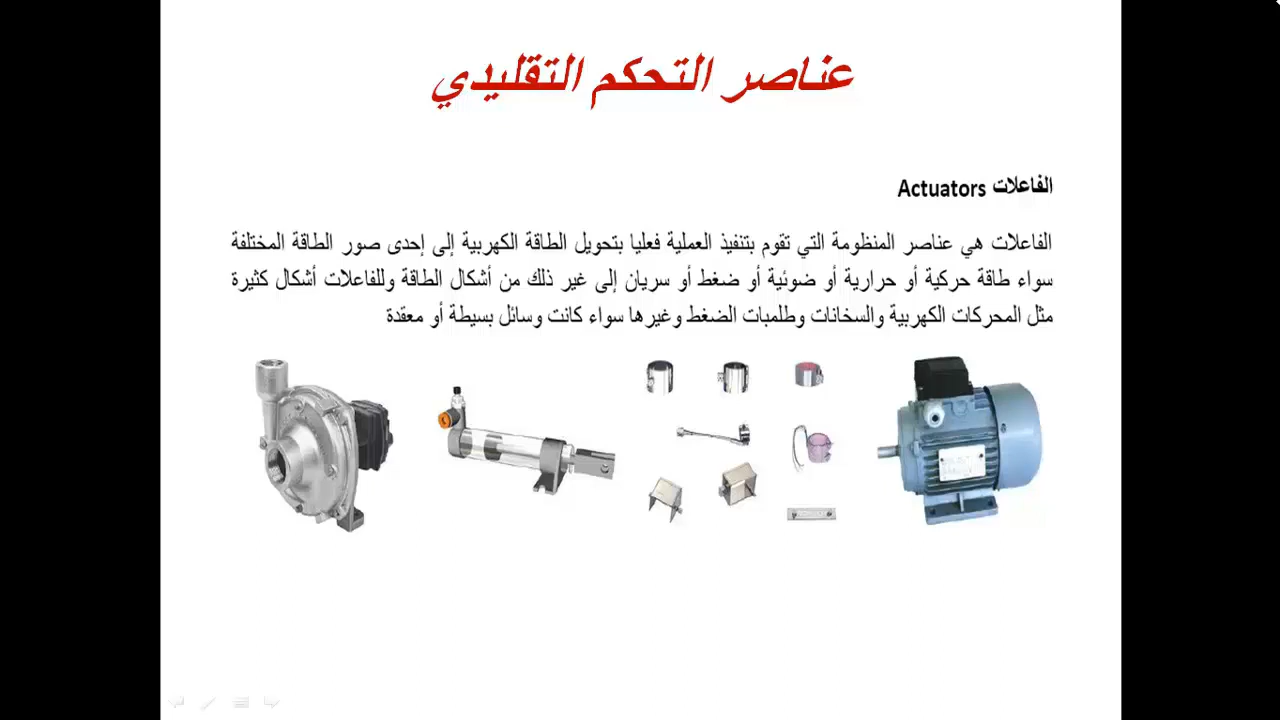 عناصر التحكم التقليدي
الفاعلات Actuators
الفاعلات هي عناصر المنظومة التي تقوم بتنفيذ العملية فعليا بتحويل الطاقة الكهربية إلى إحدى صور الطاقة المختلفة
سواء طاقة حركية أو حرارية أو ضوئية أو ضغط أو سريان إلى غير ذلك من أشكال الطاقة وللفاعلات أشكال كثيرة
مثل المحركات الكهربية والسخانات وطلمبات الضغط وغيرها سواء كانت وسائل بسيطة أو معقدة